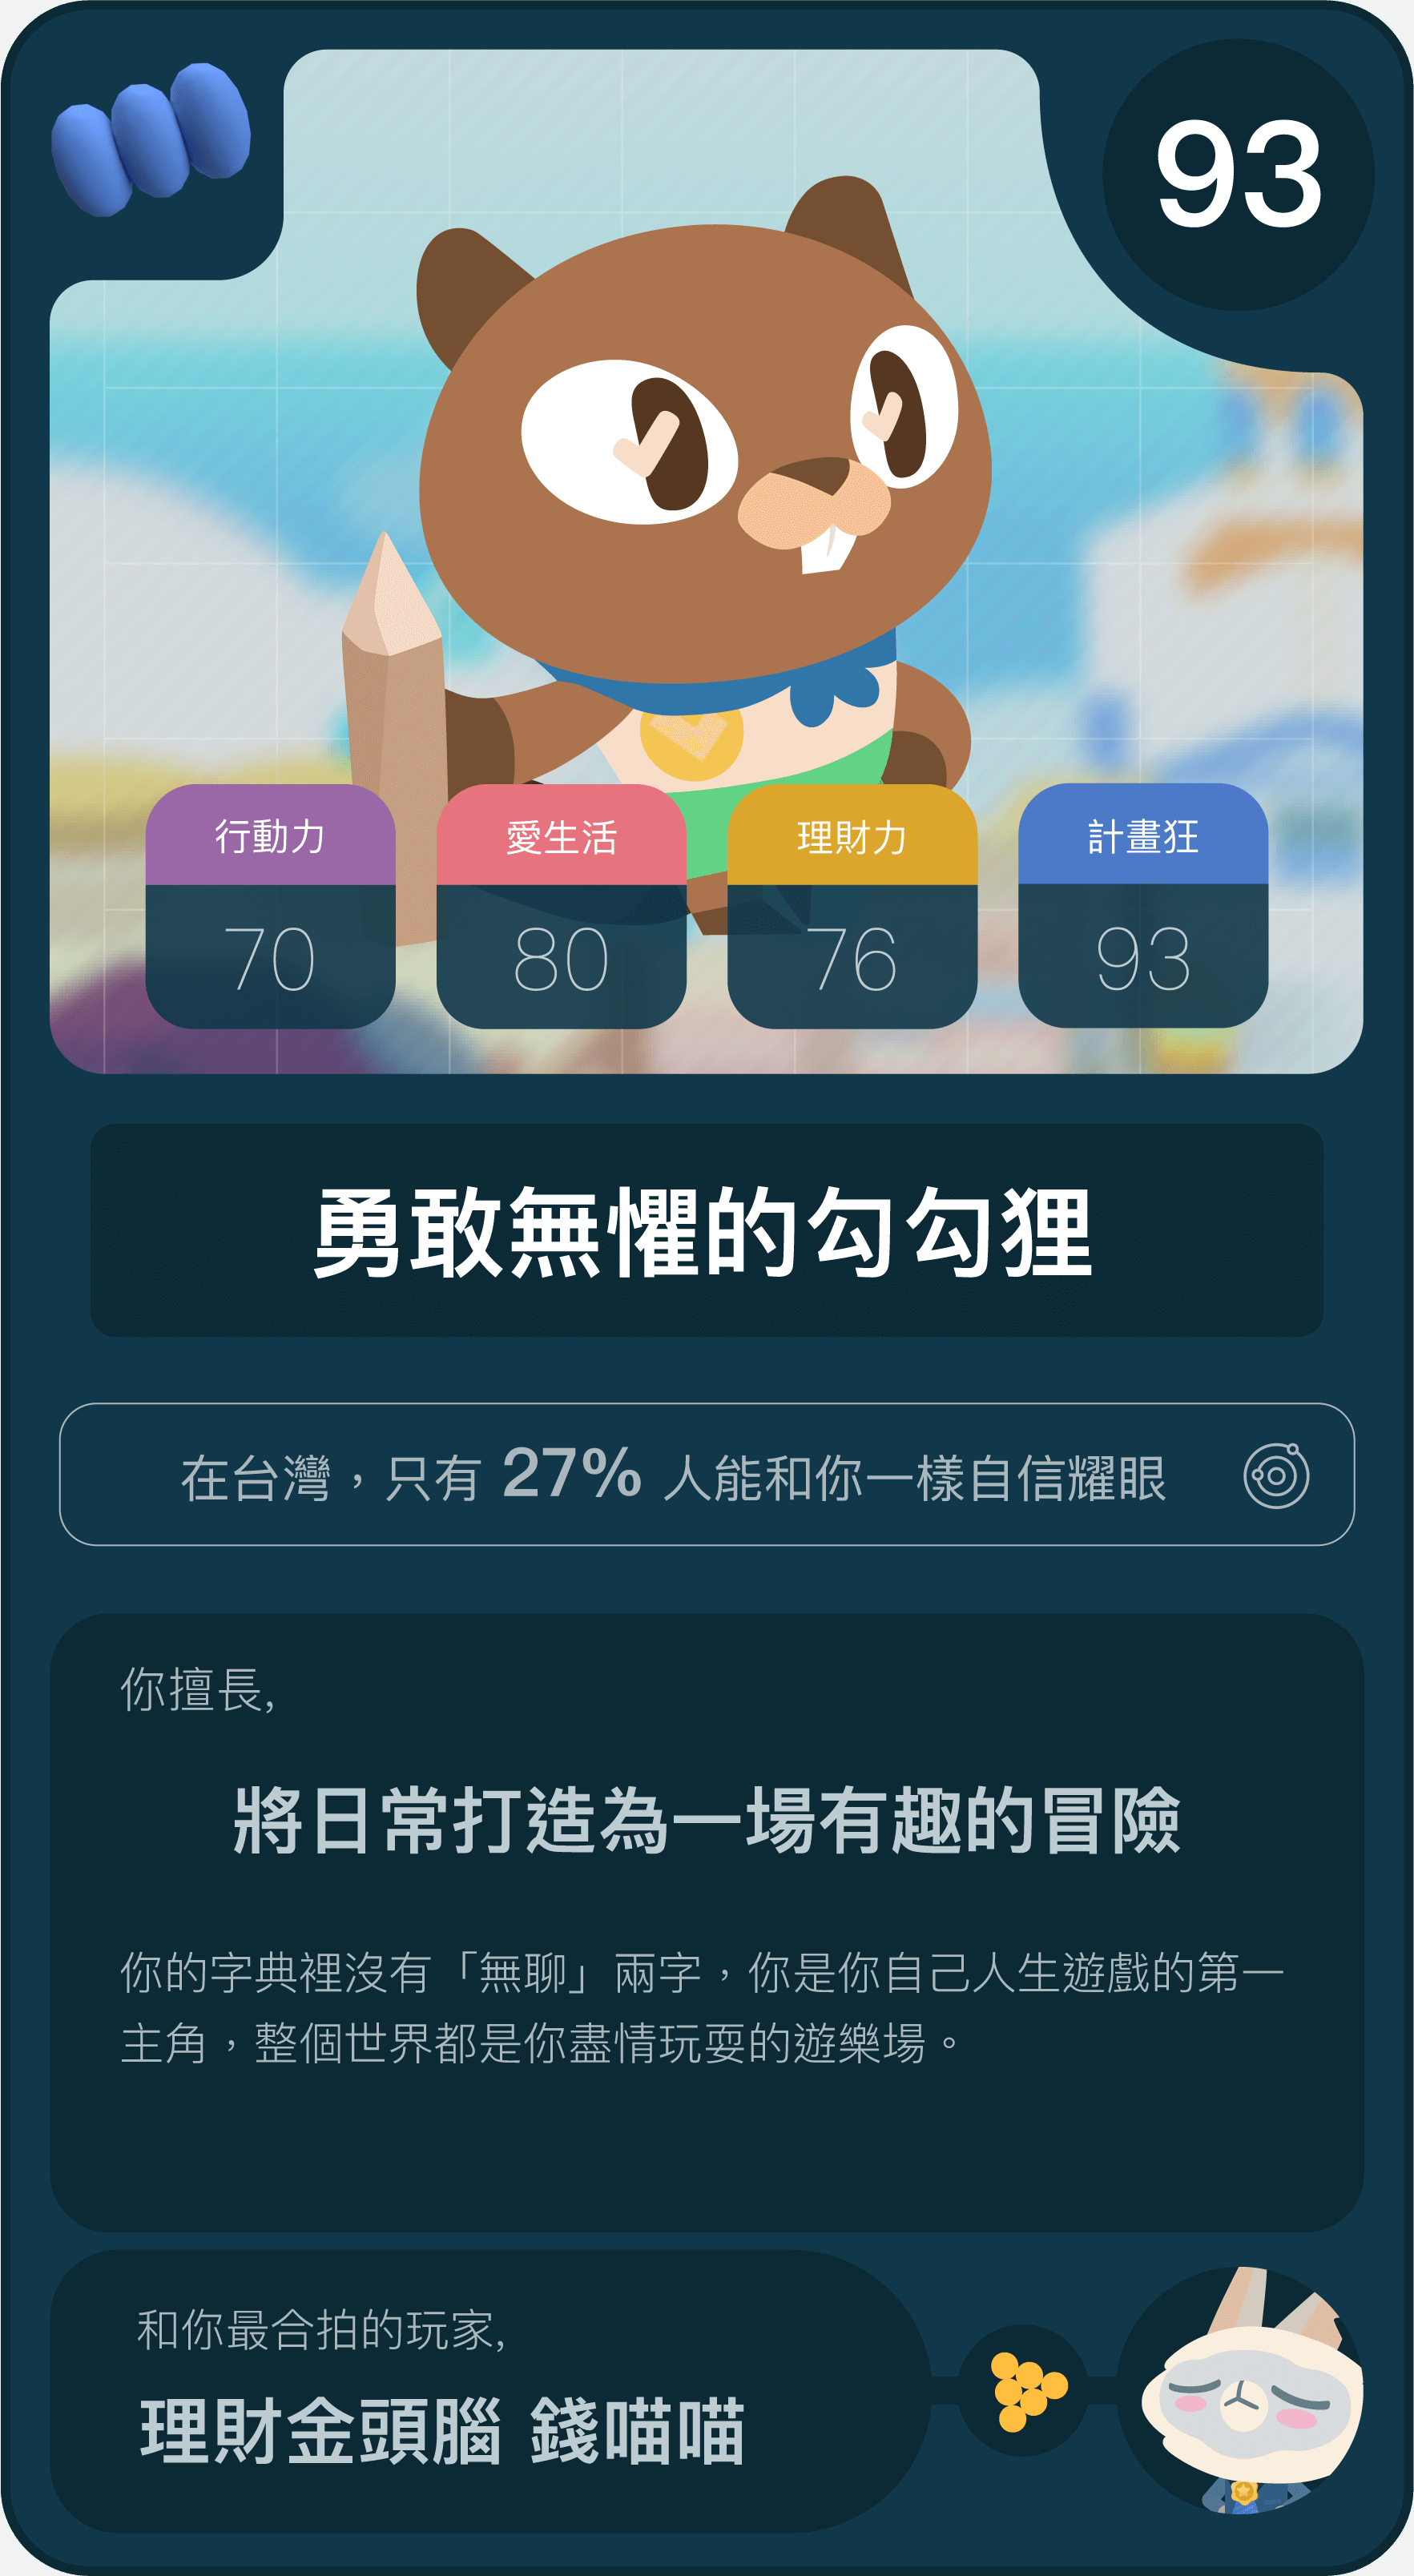 93
行動力
70
愛生活
80
理財力
76
計畫狂
93
勇敢無懼的勾勾狸
在台灣，只有 27% 人能和你一樣自信耀眼
你擅長,
將日常打造為一場有趣的冒險
你的字典裡沒有「無聊」兩字，你是你自己人生遊戲的第一
主角，整個世界都是你盡情玩耍的遊樂場。
和你最合拍的玩家,
理財金頭腦 錢喵喵